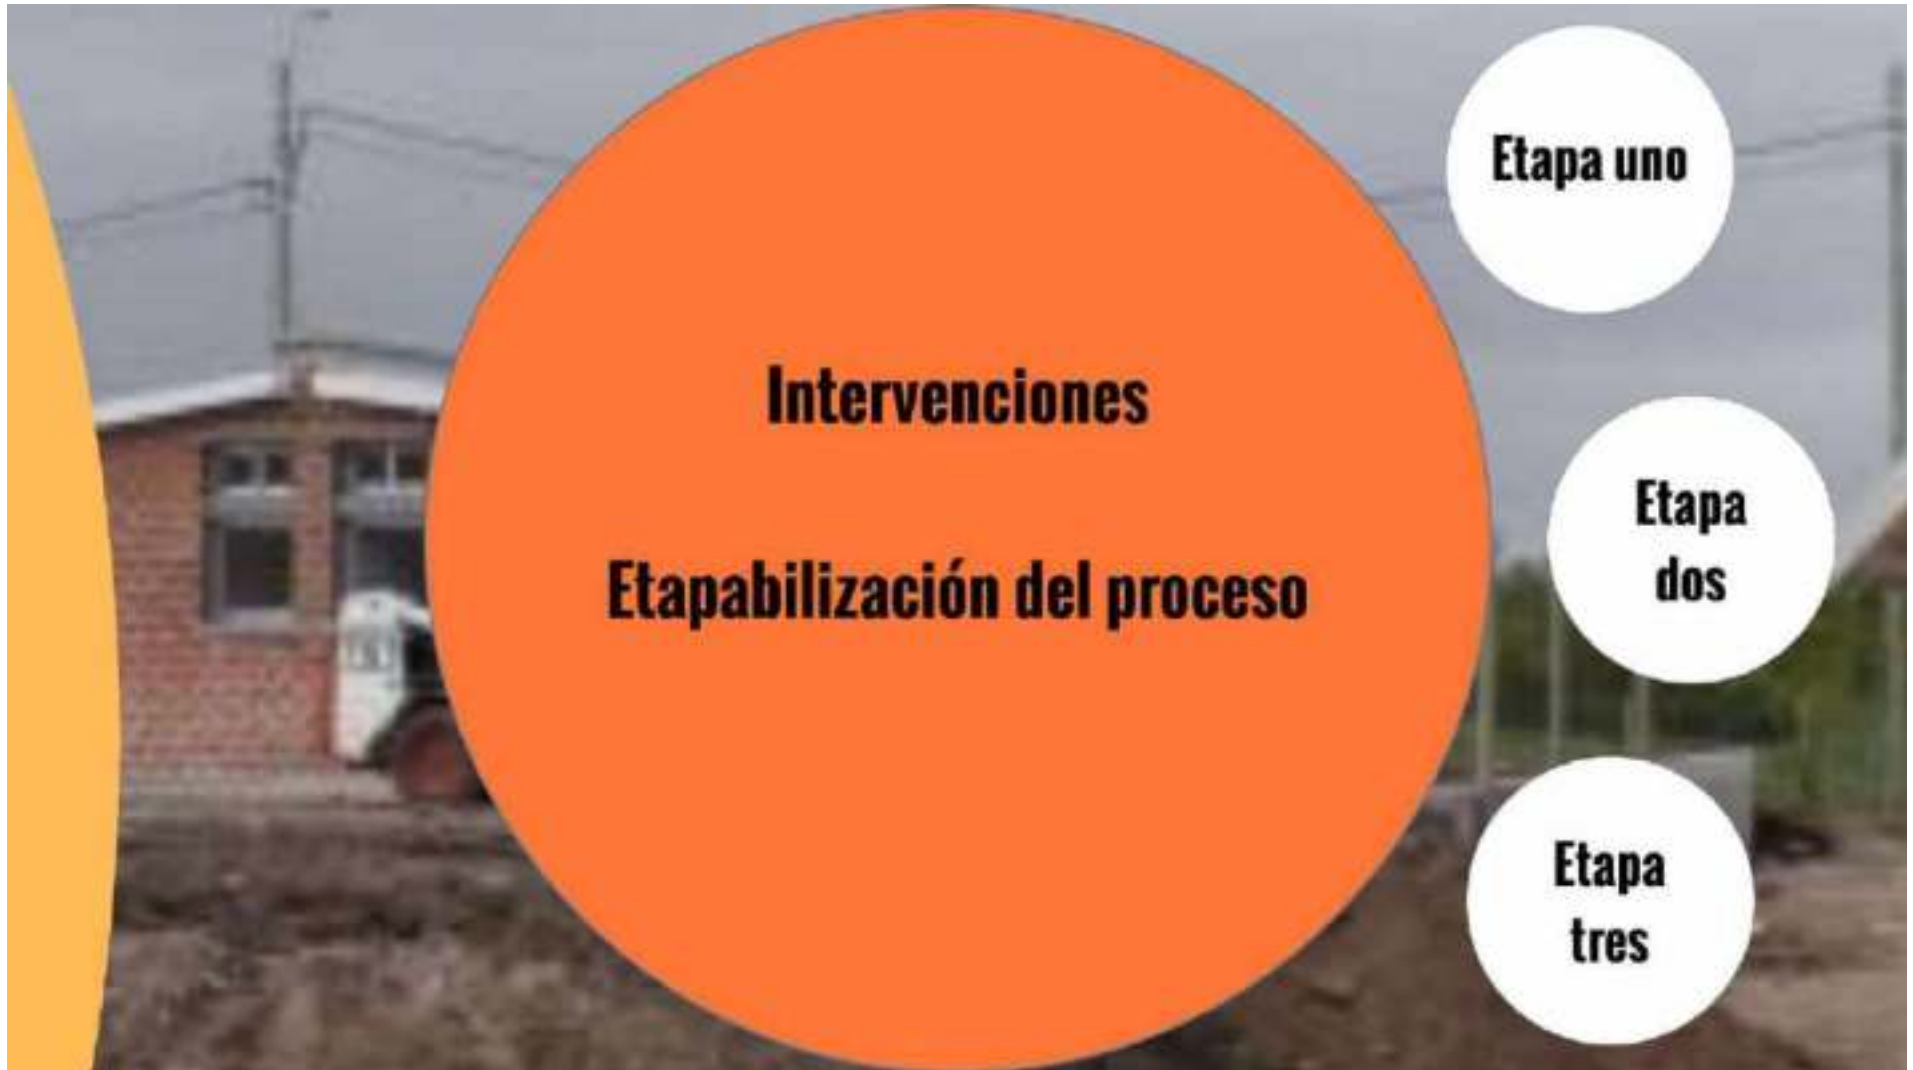 Intervenciones
Etapabilización del proceso
Etapa uno
Etapa
dos
Etapa
tres